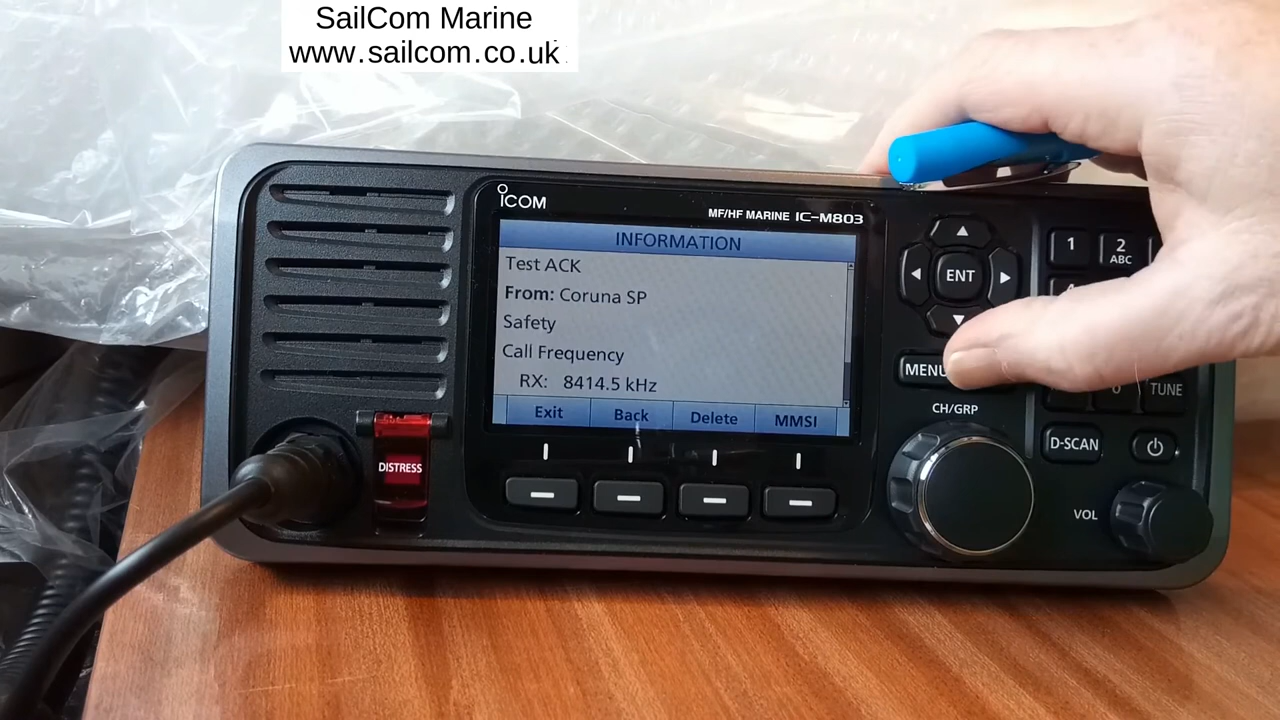 SailCom Marine
www.sailcom.co.uk
ICOM
MF/HF MARINE IC-M803
INFORMATION
Test ACK
From: Coruna SP
Safety
Call Frequency
RX: 8414.5 kHz
Exit Back Delete MMSI
DISTRESS
ENT
MENU
CH/GRP
1
2
ABC
TUNE
D-SCAN
VOL